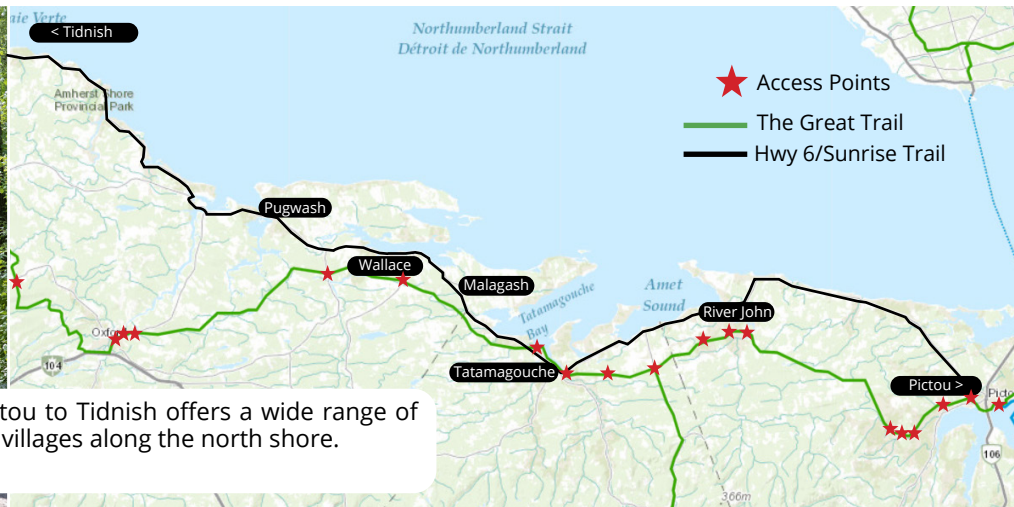 aie Verte
< Tidnish
Northumberland Strait
Détroit de Northumberland
Access Points
The Great Trail
Hwy 6/Sunrise Trail
Amherst Shore
Provincial Park
Pugwash
Wallace
Malagash
Tatamagouche
Bay
Amet
Sound
River John
Tatamagouche
Pictou >
104
106
366m
tou to Tidnish offers a wide range of
villages along the north shore.